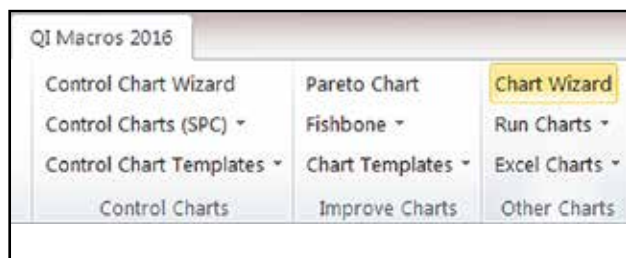 QI Macros 2016
Control Chart Wizard
Control Charts (SPC)
Control Chart Templates
Control Charts
Pareto Chart
Fishbone
Chart Templates
Improve Charts
Chart Wizard
Run Charts
Excel Charts
Other Charts